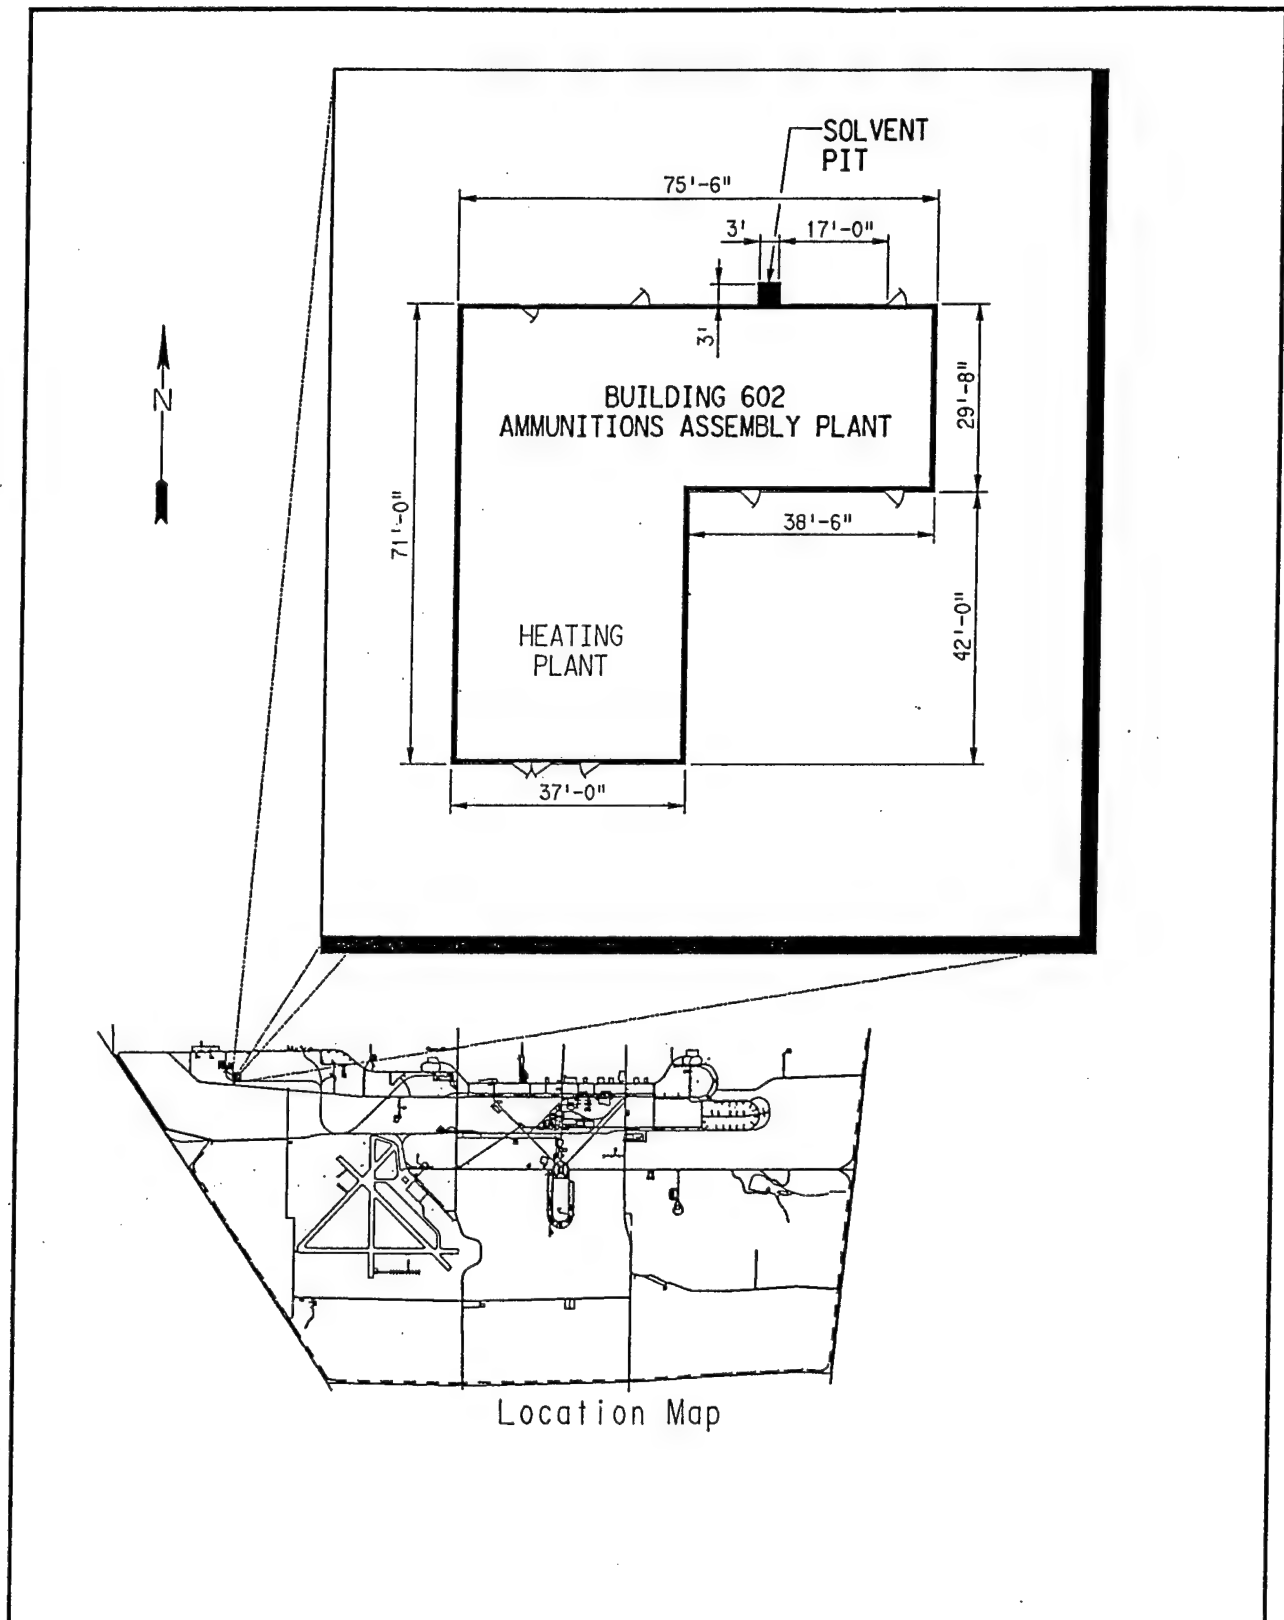 SOLVENT
PIT
75'-6"
3'
17'-0"
3'
N
BUILDING 602
AMMUNITIONS ASSEMBLY PLANT
29'-8"
71'-0"
38'-6"
HEATING
PLANT
42'-0"
37'-0"
Location Map